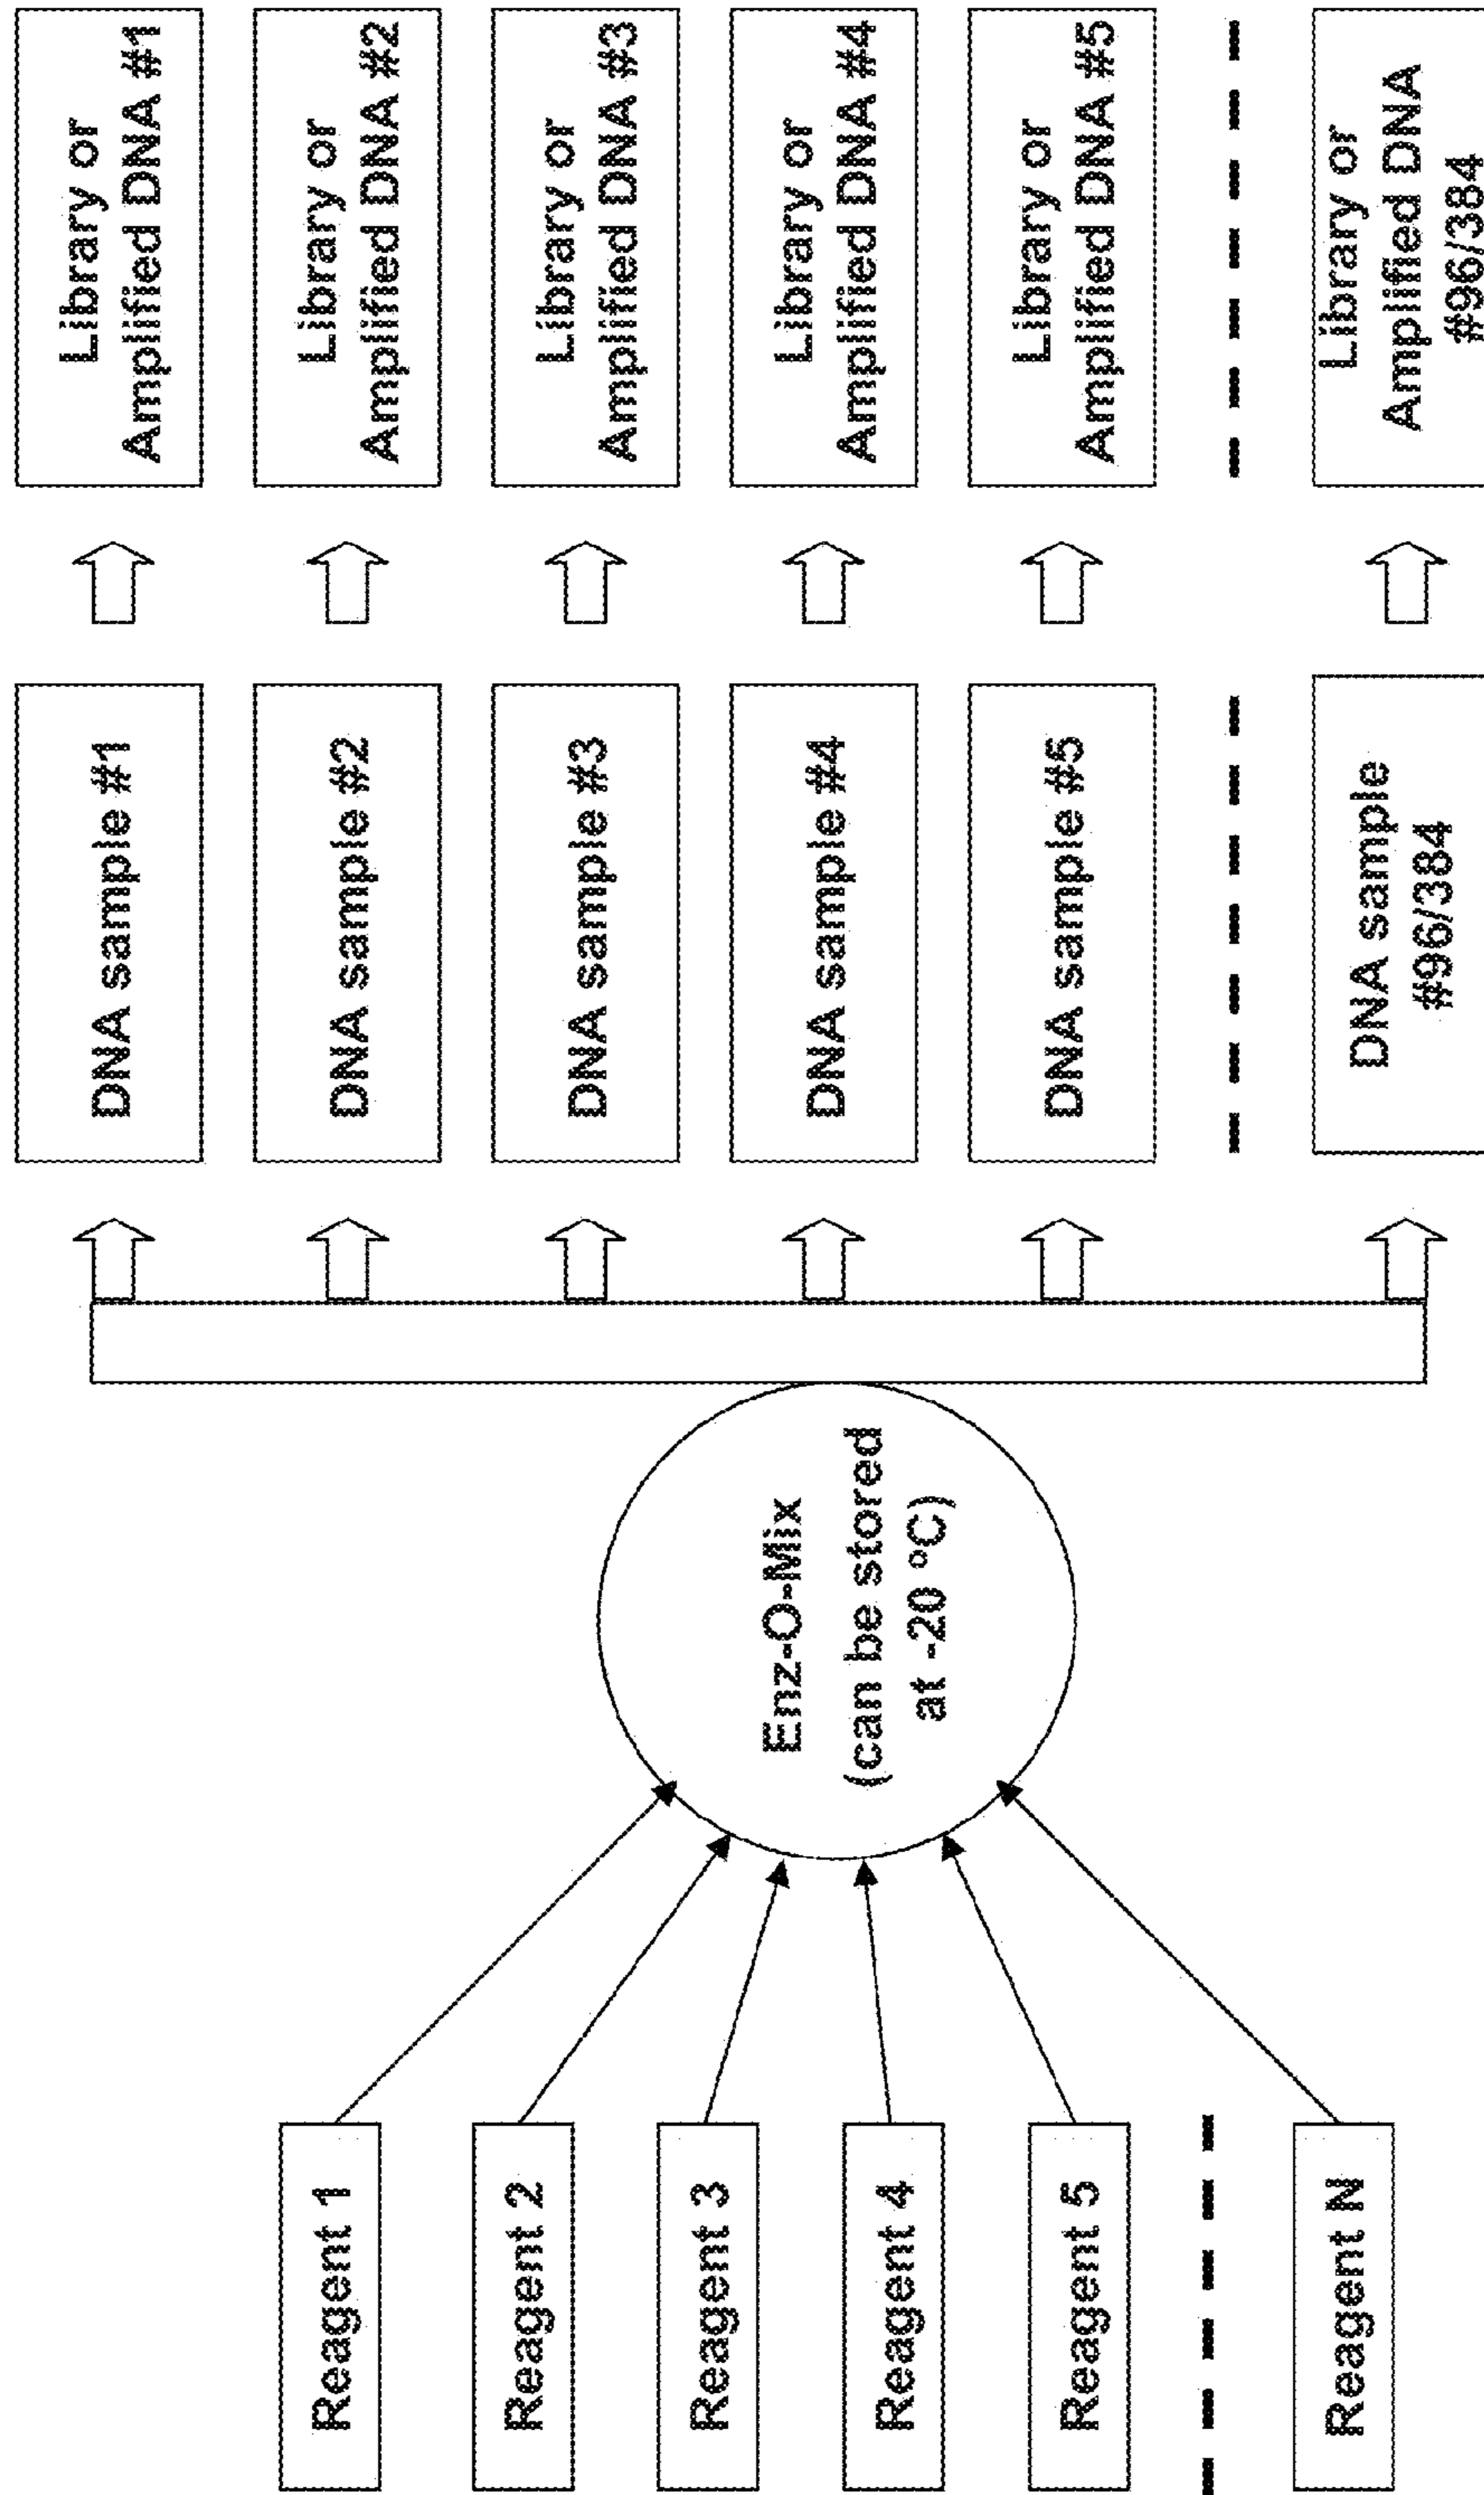 Reagent 1
Reagent 2
Reagent 3
Reagent 4
Reagent 5
Reagent N
Enz-O-Mix
(can be stored
at -20 °C)
DNA sample #1
DNA sample #2
DNA sample #3
DNA sample #4
DNA sample #5
DNA sample
#96/384
Library or
Amplified DNA #1
Library or
Amplified DNA #2
Library or
Amplified DNA #3
Library or
Amplified DNA #4
Library or
Amplified DNA #5
Library or
Amplified DNA
#96/384